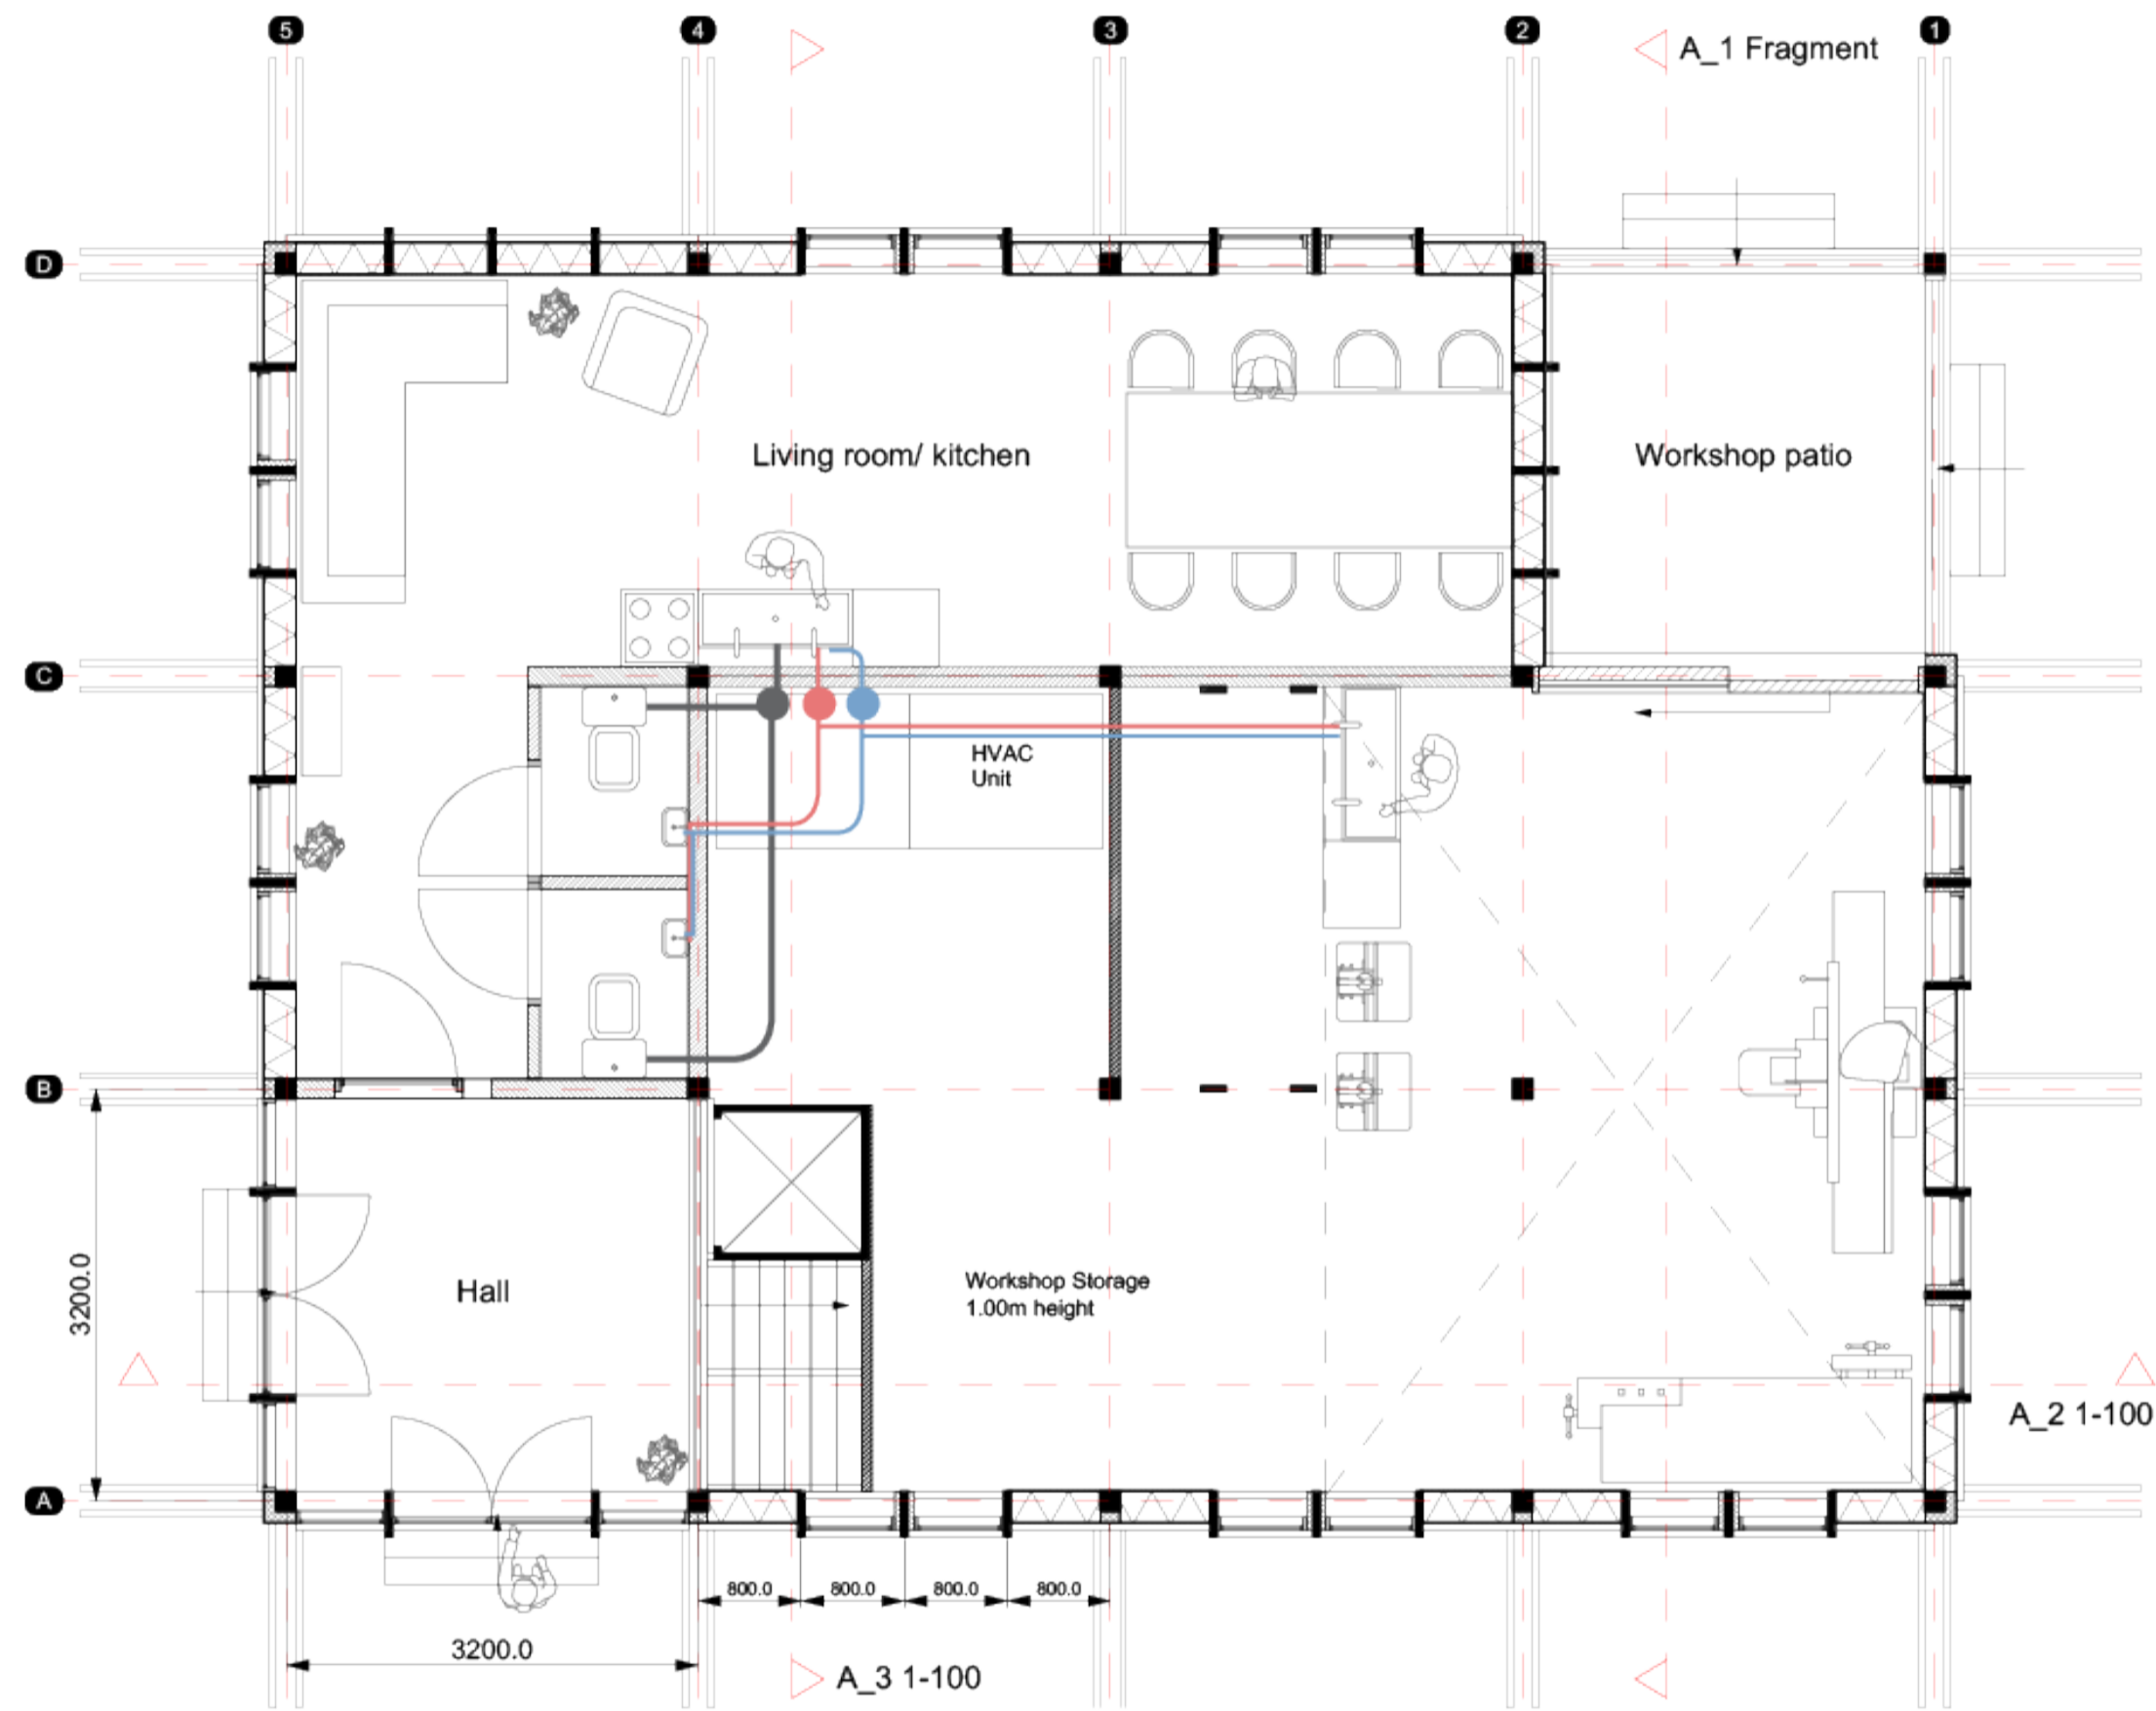 5
4
3
2
1
A_1 Fragment
D
Living room/ kitchen
Workshop patio
C
HVAC
Unit
B
3200.0
Hall
Workshop Storage
1.00m height
A_2 1-100
A
800.0
800.0
800.0
800.0
3200.0
A_3 1-100